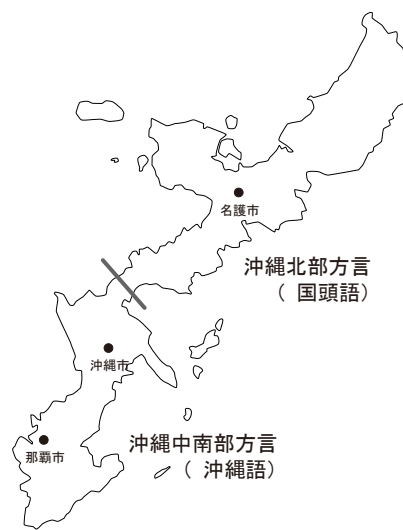 名護市
沖縄北部方言
（ 国頭語）
沖縄市
那覇市
沖縄中南部方言
（ 沖縄語）